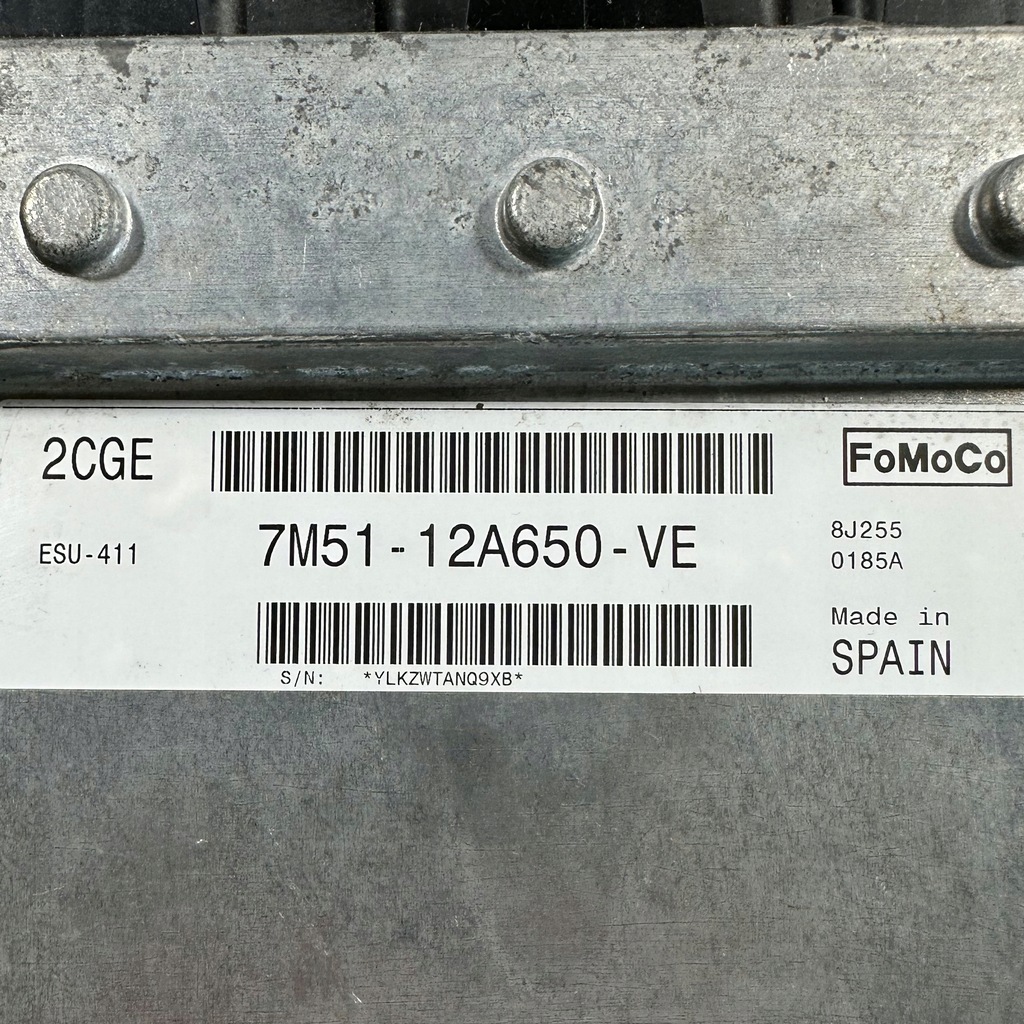 2CGE
FoMoCo
ESU-411
7M51-12A650-VE
8J255
0185A
Made in
SPAIN
S/N: *YLKZWTANQ9XB*